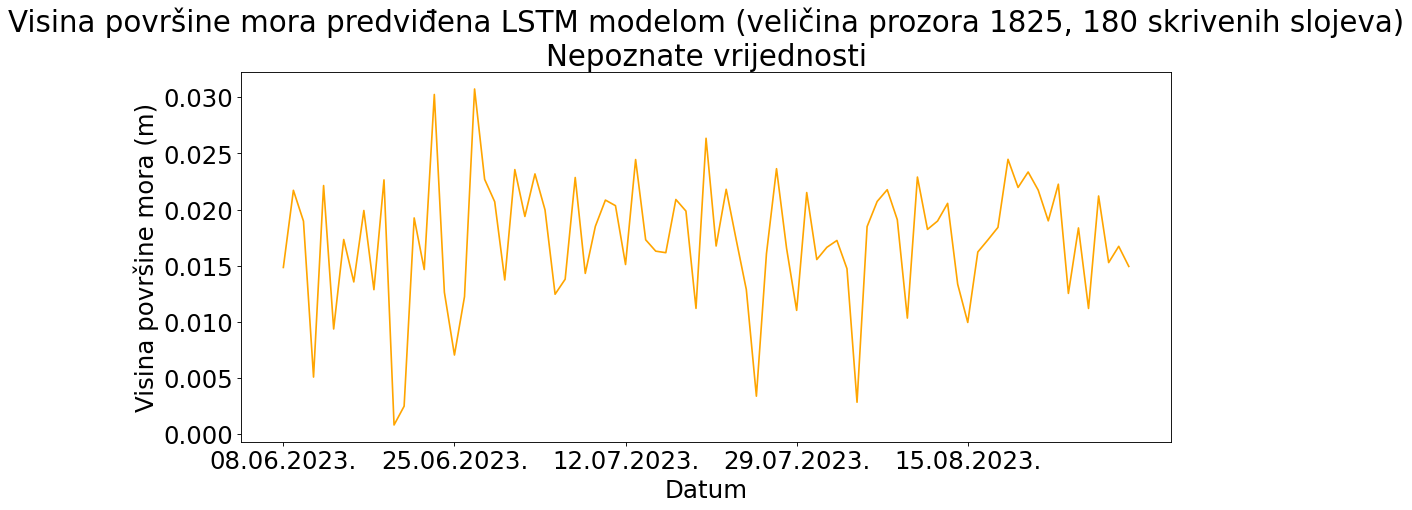 Visina površine mora predviđena LSTM modelom (veličina prozora 1825, 180 skrivenih slojeva)
Nepoznate vrijednosti
Visina površine mora (m)
0.030
0.025
0.020
0.015
0.010
0.005
0.000
08.06.2023. 25.06.2023. 12.07.2023. 29.07.2023. 15.08.2023.
Datum